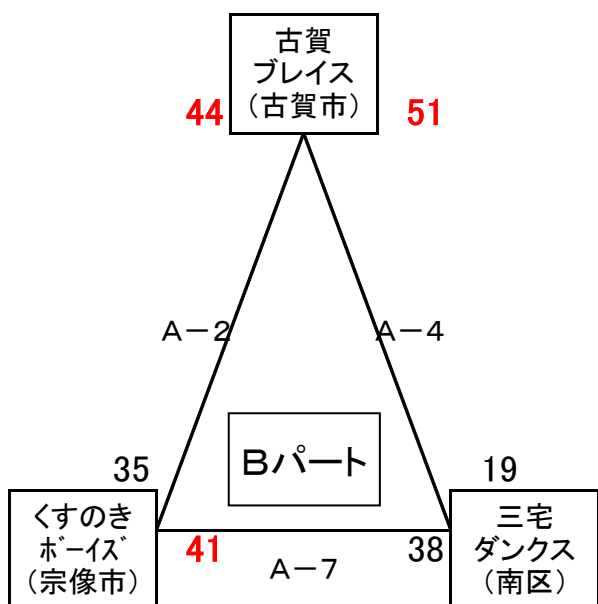 古賀
ブレイス
（古賀市）
44
51
A－2
A－4
Bパート
35
19
くすのき
ﾎﾞｰｲｽﾞ
（宗像市）
41
38
三宅
ダンクス
（南区）
A－7